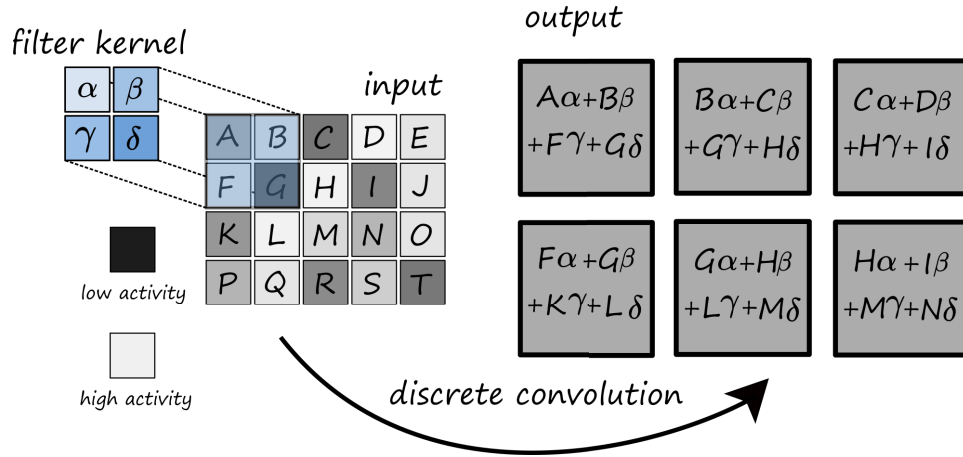 filter kernel
α β
γ δ
input
A B C D E
F G H I J
K L M N O
P Q R S T
low activity
high activity
output
Aα+Bβ
+Fγ+Gδ
Bα+Cβ
+Gγ+Hδ
Cα+Dβ
+Hγ+Iδ
Fα+Gβ
+Kγ+Lδ
Gα+Hβ
+Lγ+Mδ
Hα+Iβ
+Mγ+Nδ
discrete convolution